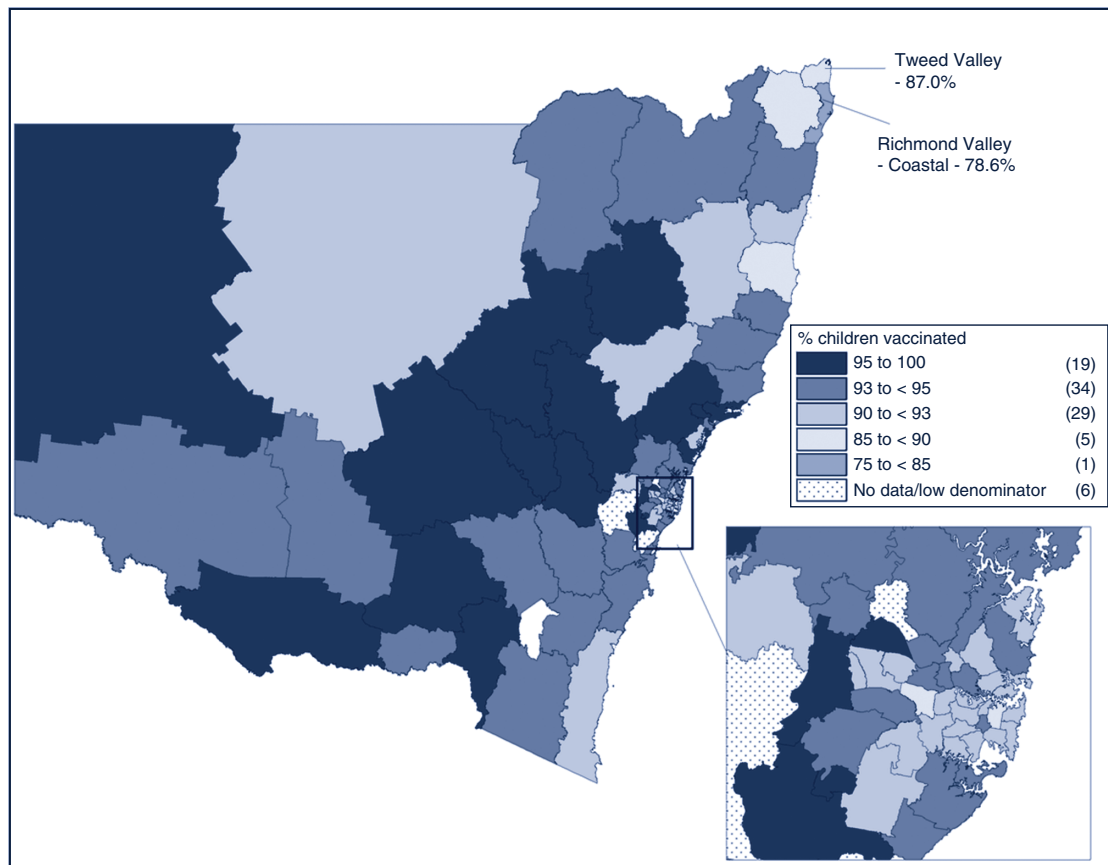 Tweed Valley
- 87.0%
Richmond Valley
- Coastal - 78.6%
% children vaccinated
95 to 100 (19)
93 to < 95 (34)
90 to < 93 (29)
85 to < 90 (5)
75 to < 85 (1)
No data/low denominator (6)